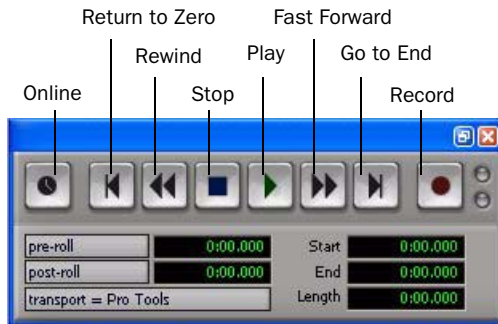 Return to Zero Fast Forward
Rewind Play Go to End
Online Stop Record
pre-roll 0:00.000 Start 0:00.000
post-roll 0:00.000 End 0:00.000
transport = Pro Tools Length 0:00.000